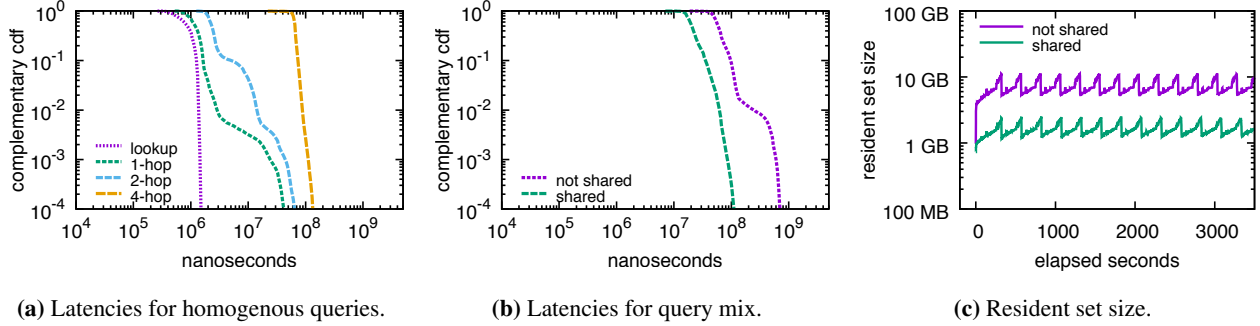 10^0
10^-1
10^-2
10^-3
10^-4
complementary cdf
lookup
1-hop
2-hop
4-hop
10^4 10^5 10^6 10^7 10^8 10^9
nanoseconds
(a) Latencies for homogenous queries.
10^0
10^-1
10^-2
10^-3
10^-4
complementary cdf
not shared
shared
10^4 10^5 10^6 10^7 10^8 10^9
nanoseconds
(b) Latencies for query mix.
100 GB
10 GB
1 GB
100 MB
resident set size
not shared
shared
0 1000 2000 3000
elapsed seconds
(c) Resident set size.